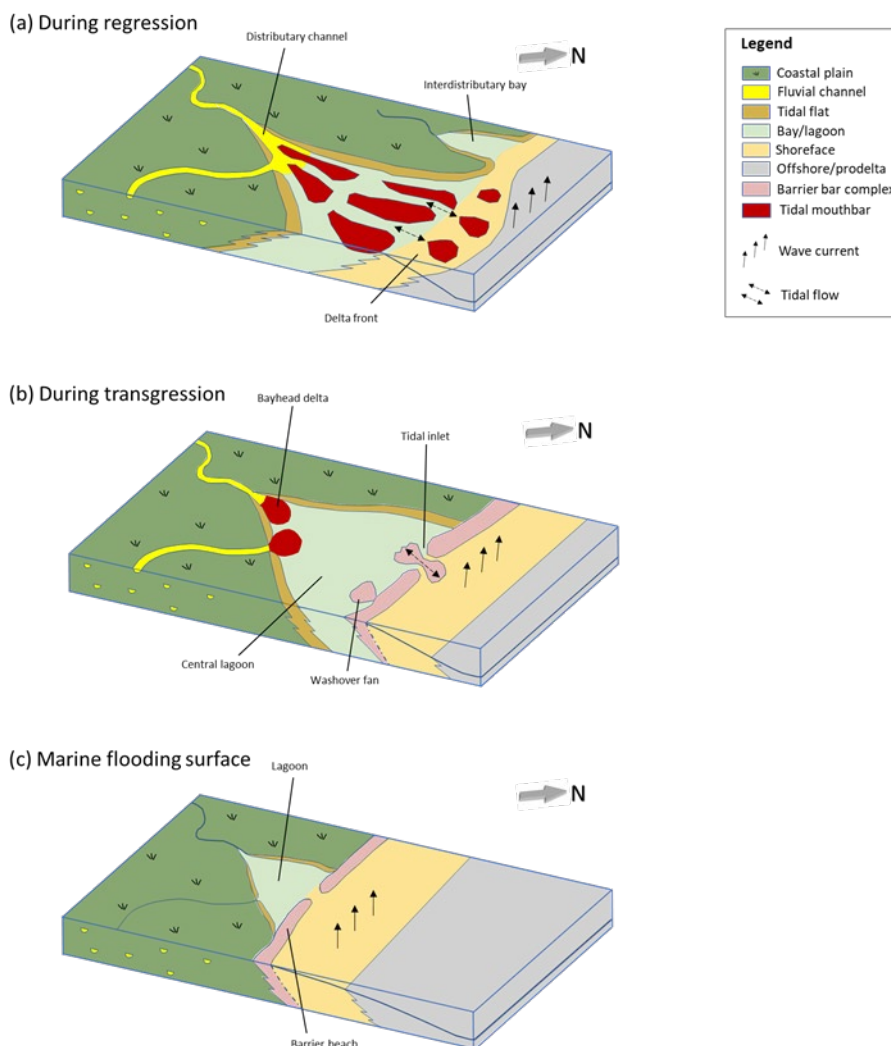 (a) During regression
Distributary channel
N
Interdistributary bay
Delta front
Legend
Coastal plain
Fluvial channel
Tidal flat
Bay/lagoon
Shoreface
Offshore/prodelta
Barrier bar complex
Tidal mouthbar
Wave current
Tidal flow
(b) During transgression
Bayhead delta
Tidal inlet
N
Central lagoon
Washover fan
(c) Marine flooding surface
Lagoon
N
Barrier beach